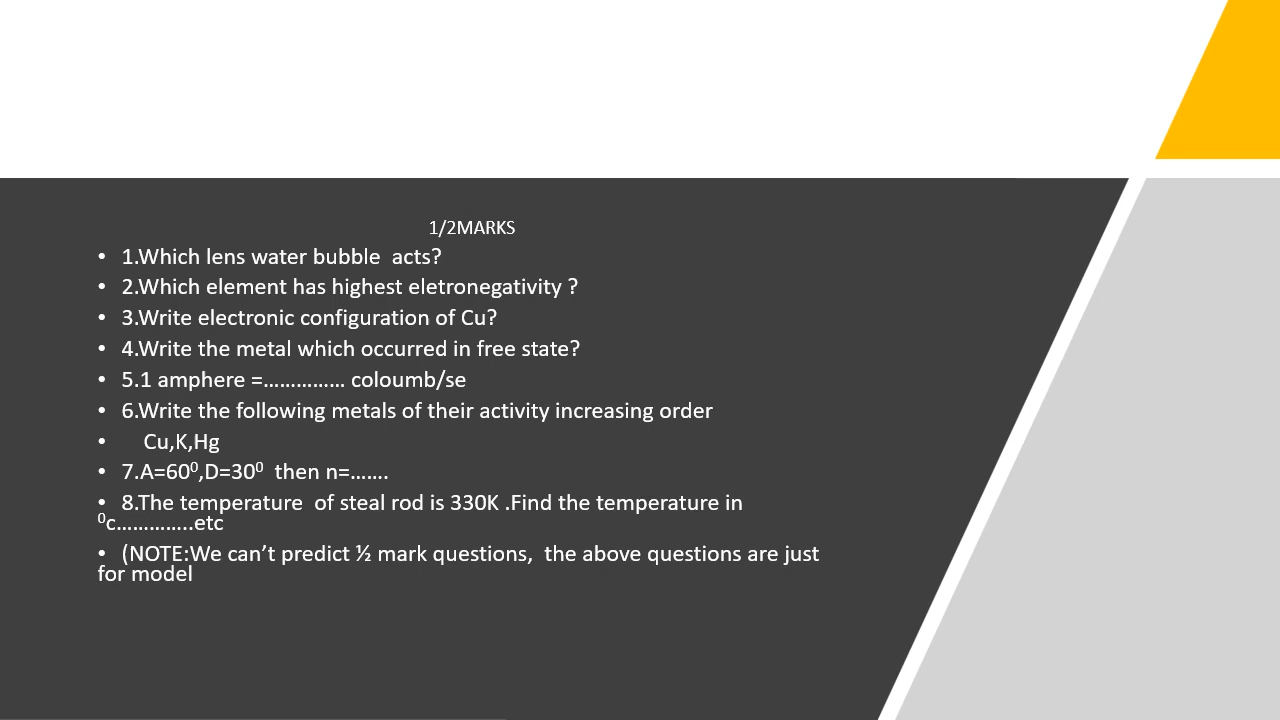 1/2MARKS
• 1.Which lens water bubble  acts?
• 2.Which element has highest eletronegativity ?
• 3.Write electronic configuration of Cu?
• 4.Write the metal which occurred in free state?
• 5.1 amphere =…………… coloumb/se
• 6.Write the following metals of their activity increasing order
• Cu,K,Hg
• 7.A=60⁰,D=30⁰  then n=…….
• 8.The temperature  of steal rod is 330K .Find the temperature in
⁰c…………..etc
• (NOTE:We can’t predict ½ mark questions,  the above questions are just
for model